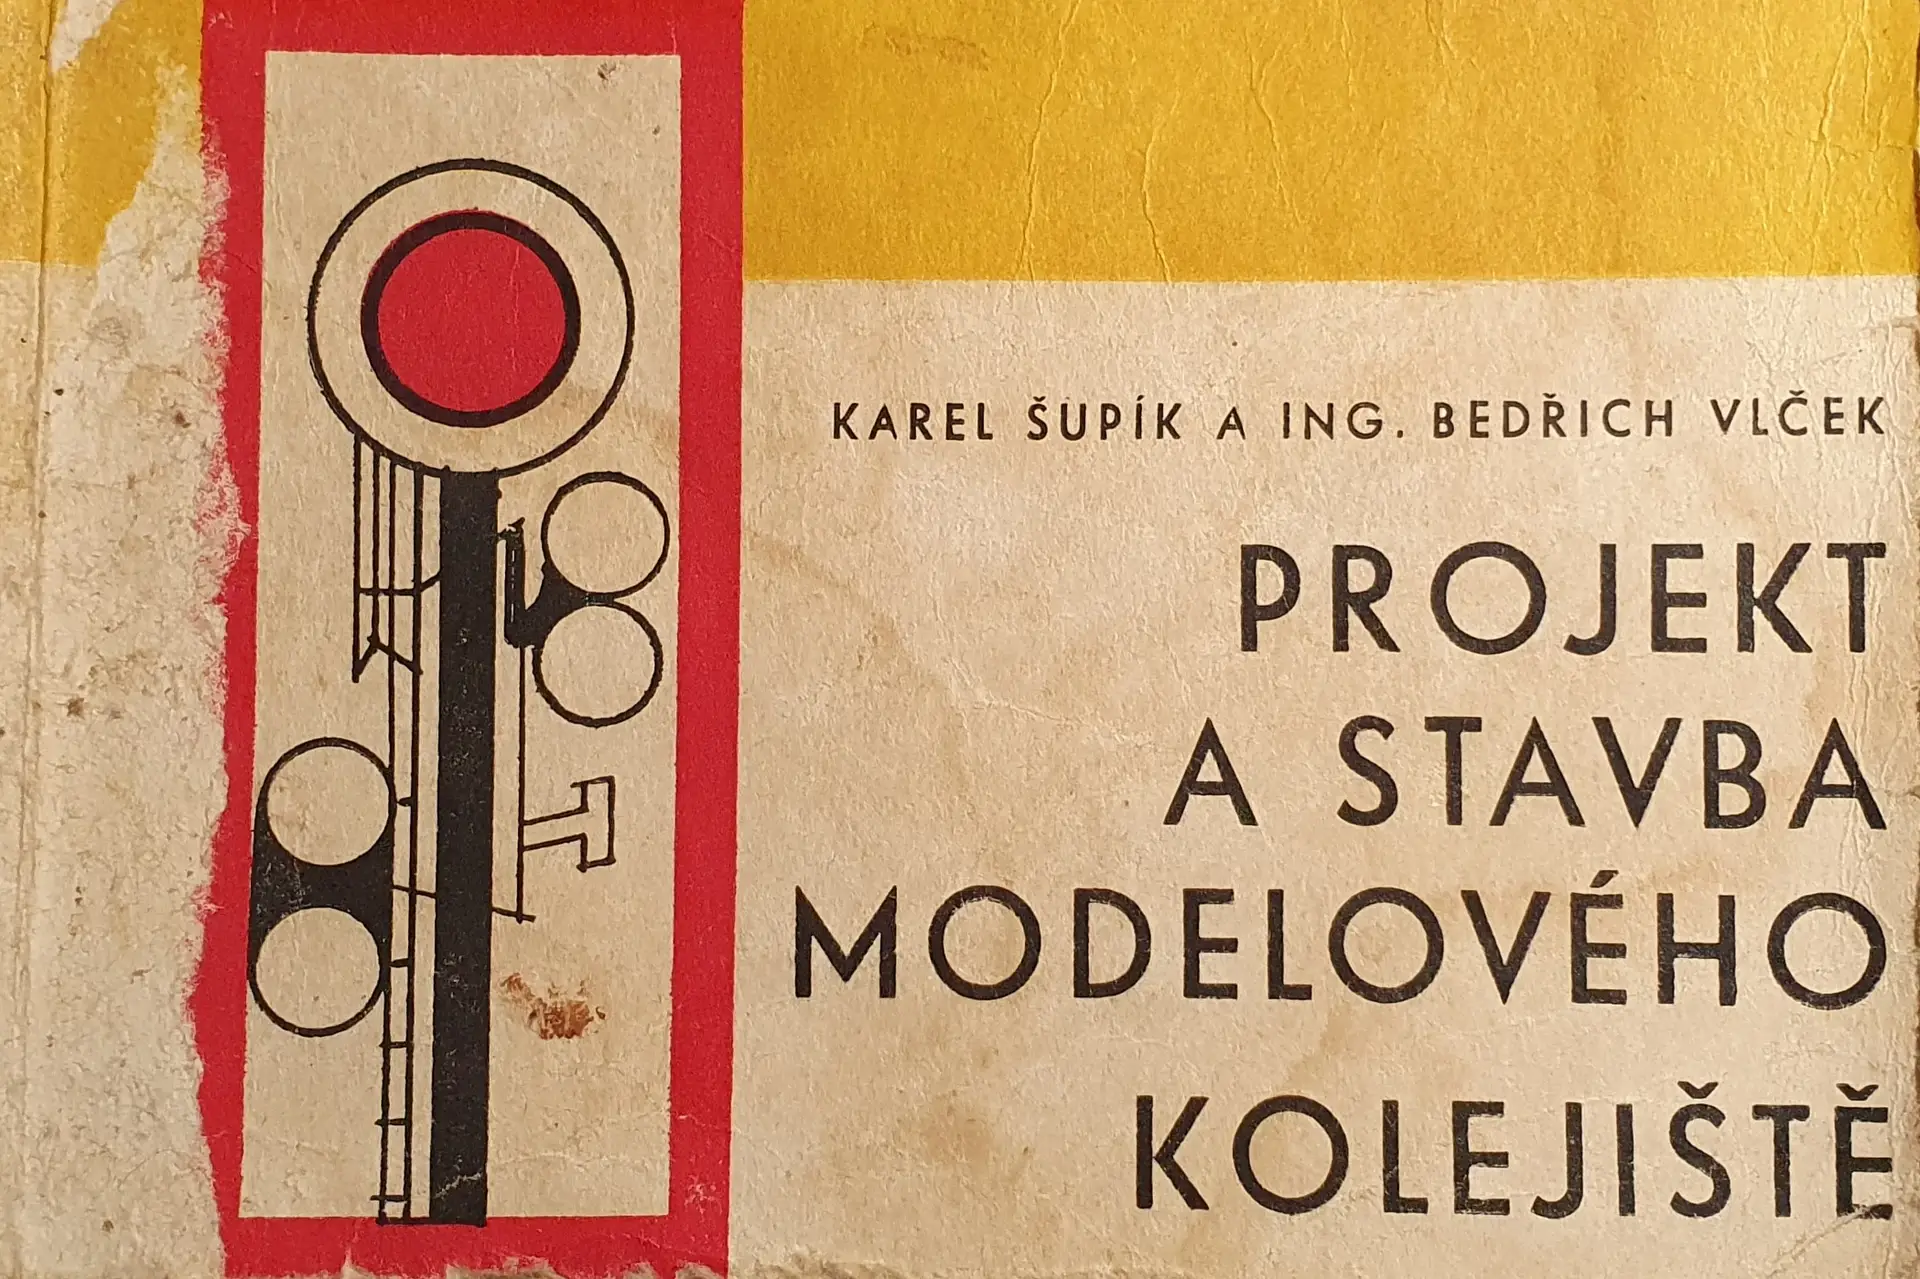 KAREL ŠUPÍK A ING. BEDŘICH VLČEK
PROJEKT
A STAVBA
MODELOVÉHO
KOLEJIŠTĚ